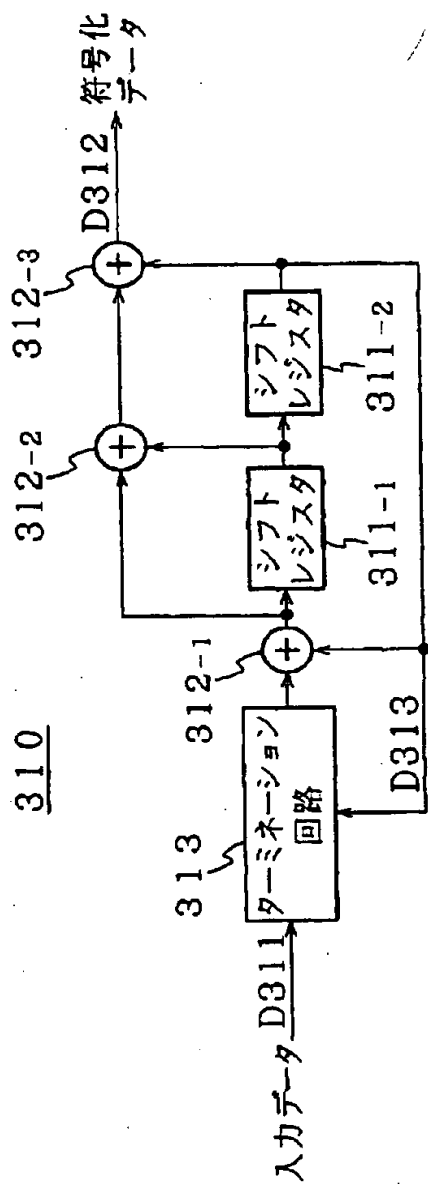 310
入力データ
D311
313
ターミネーション
回路
D313
312-1
シフト
レジスタ
311-1
312-2
シフト
レジスタ
311-2
312-3
D312
符号化
データ